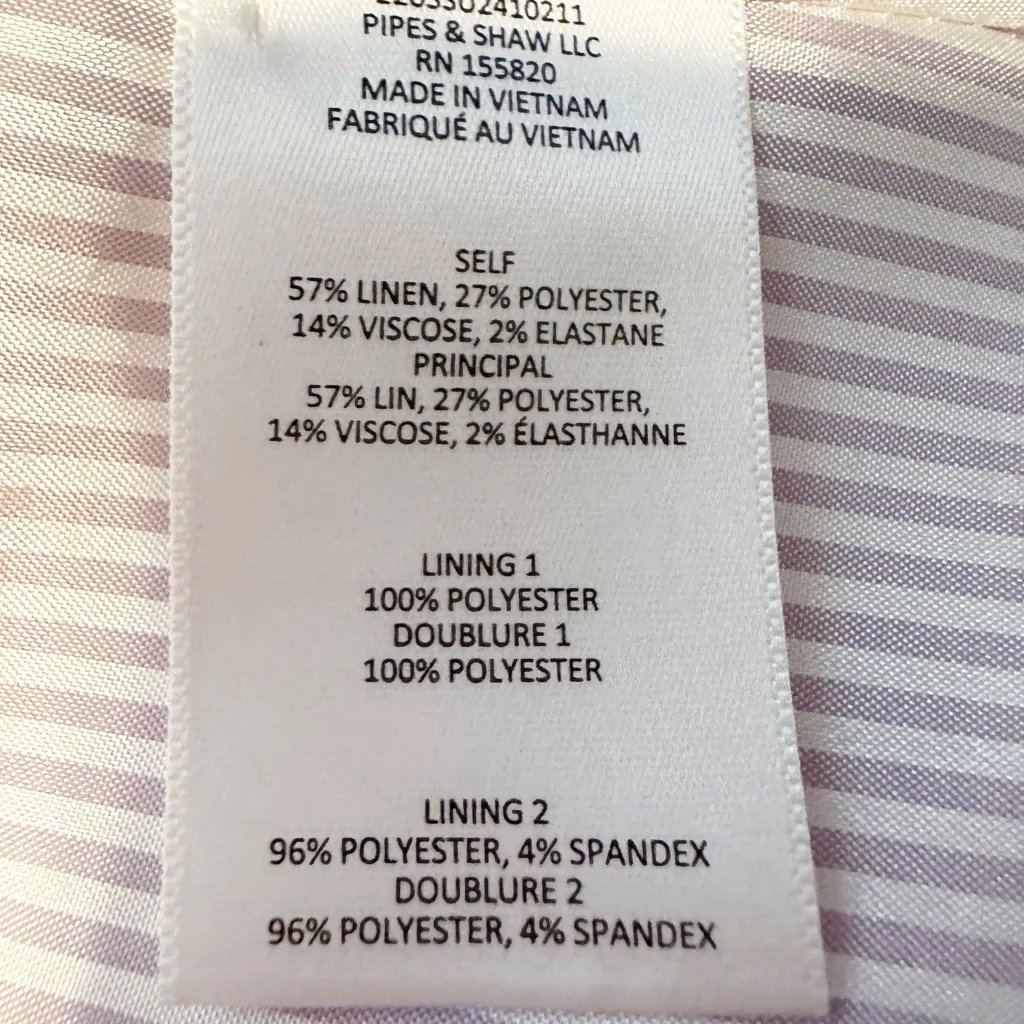 PIPES & SHAW LLC
RN 155820
MADE IN VIETNAM
FABRIQUÉ AU VIETNAM
SELF
57% LINEN, 27% POLYESTER,
14% VISCOSE, 2% ELASTANE
PRINCIPAL
57% LIN, 27% POLYESTER,
14% VISCOSE, 2% ÉLASTHANNE
LINING 1
100% POLYESTER
DOUBLURE 1
100% POLYESTER
LINING 2
96% POLYESTER, 4% SPANDEX
DOUBLURE 2
96% POLYESTER, 4% SPANDEX